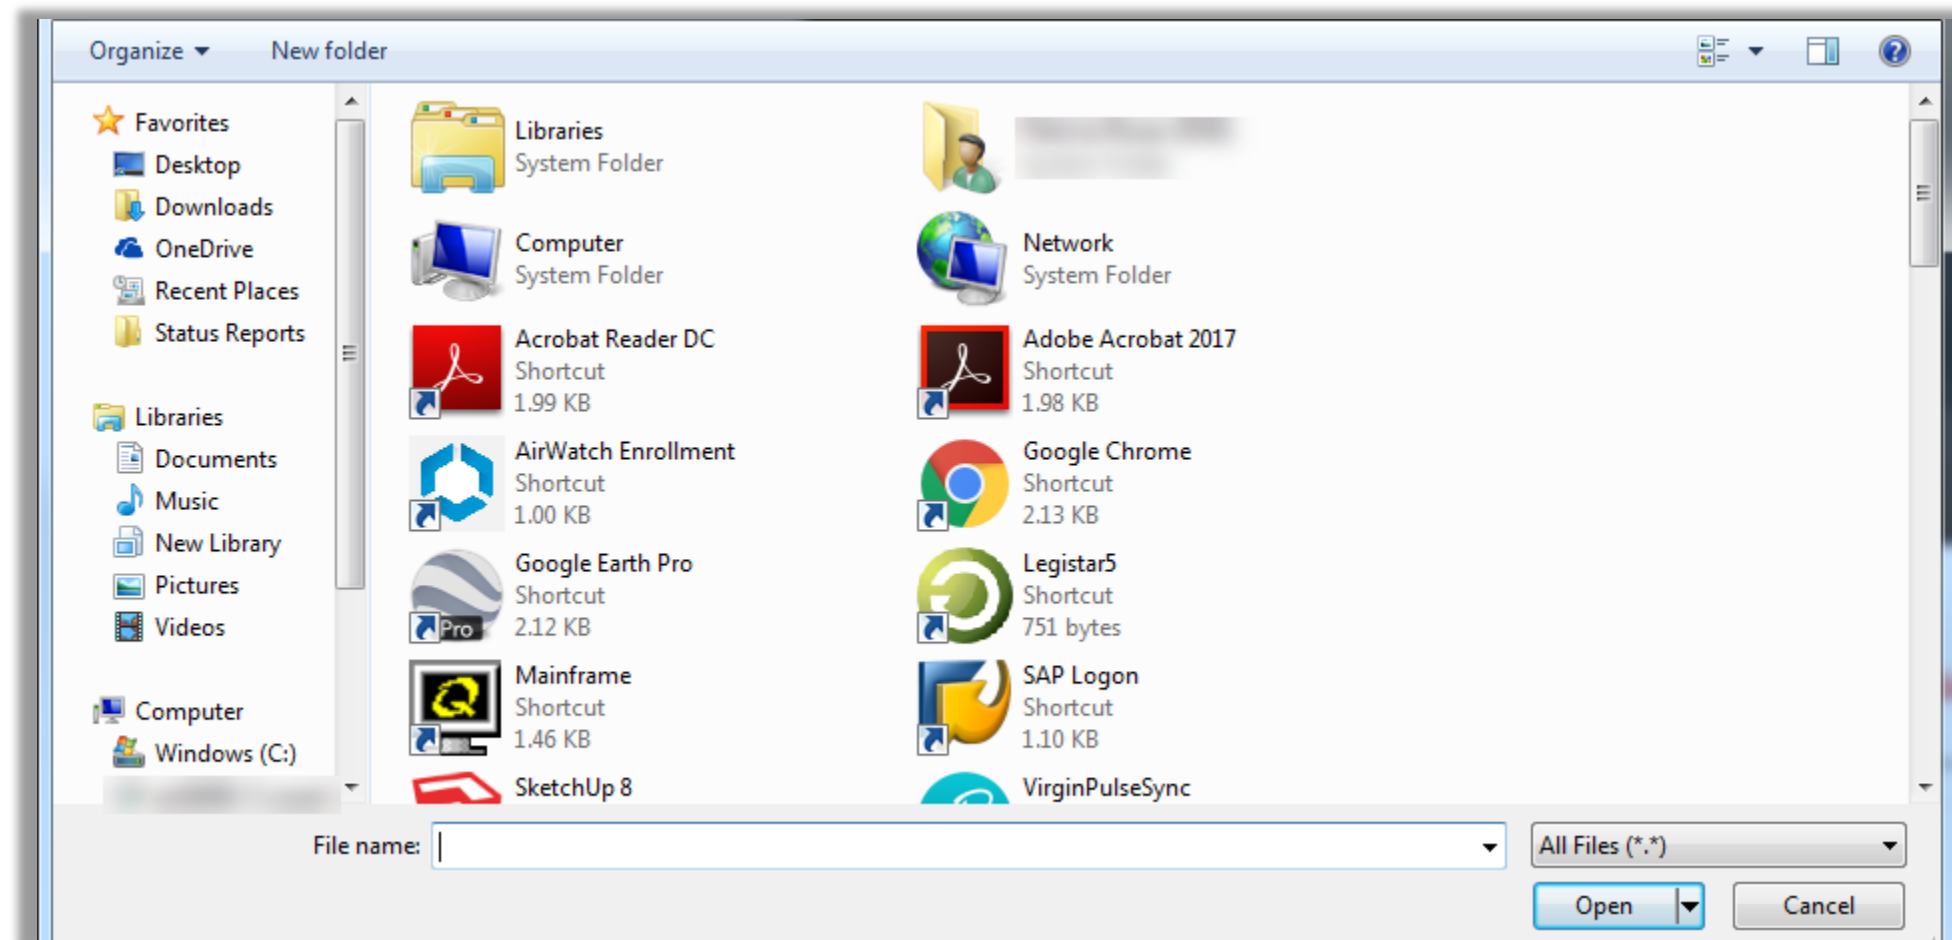 Organize
New folder
Favorites
Desktop
Downloads
OneDrive
Recent Places
Status Reports
Libraries
Documents
Music
New Library
Pictures
Videos
Computer
Windows (C:)
Libraries
System Folder
Computer
System Folder
Network
System Folder
Acrobat Reader DC
Shortcut
1.99 KB
Adobe Acrobat 2017
Shortcut
1.98 KB
AirWatch Enrollment
Shortcut
1.00 KB
Google Chrome
Shortcut
2.13 KB
Pro
Google Earth Pro
Shortcut
2.12 KB
Legistar5
Shortcut
751 bytes
Q
Mainframe
Shortcut
1.46 KB
SAP Logon
Shortcut
1.10 KB
SketchUp 8
VirginPulseSync
File name:
All Files (*.*)
Open
Cancel